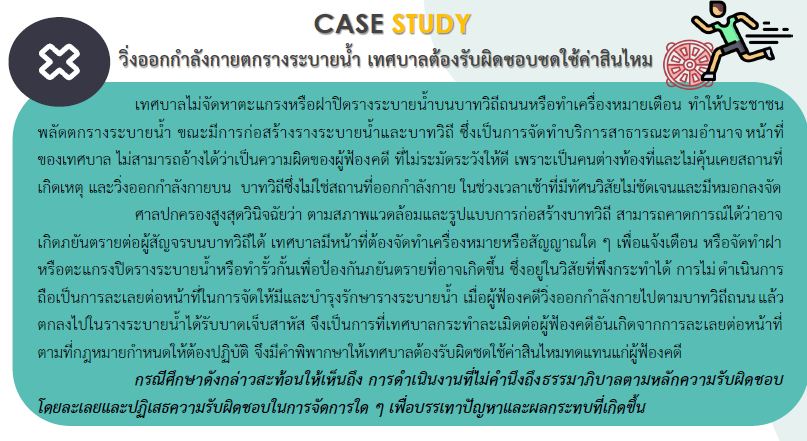 CASE STUDY
วิ่งออกกำลังกายตกรางระบายน้ำ เทศบาลต้องรับผิดชอบชดใช้ค่าสินไหม
เทศบาลไม่จัดหาตะแกรงหรือฝาปิดรางระบายน้ำบนบาทวิถีถนนหรือทำเครื่องหมายเตือน ทำให้ประชาชน
พลัดตกรางระบายน้ำ ขณะมีการก่อสร้างรางระบายน้ำและบาทวิถี ซึ่งเป็นการจัดทำบริการสาธารณะตามอำนาจหน้าที่
ของเทศบาล ไม่สามารถอ้างได้ว่าเป็นความผิดของผู้ฟ้องคดี ที่ไม่ระมัดระวังให้ดี เพราะเป็นคนต่างท้องที่และไม่คุ้นเคยสถานที่
เกิดเหตุ และวิ่งออกกำลังกายบน บาทวิถีซึ่งไม่ใช่สถานที่ออกกำลังกาย ในช่วงเวลาเช้าที่มีทัศนวิสัยไม่ชัดเจนและมีหมอกลงจัด
ศาลปกครองสูงสุดวินิจฉัยว่า ตามสภาพแวดล้อมและรูปแบบการก่อสร้างบาทวิถี สามารถคาดการณ์ได้ว่าอาจ
เกิดภยันตรายต่อผู้สัญจรบนบาทวิถีได้ เทศบาลมีหน้าที่ต้องจัดทำเครื่องหมายหรือสัญญาณใด ๆ เพื่อแจ้งเตือน หรือจัดทำฝา
หรือตะแกรงปิดรางระบายน้ำหรือทำรั้วกั้นเพื่อป้องกันภยันตรายที่อาจเกิดขึ้น ซึ่งอยู่ในวิสัยที่พึงกระทำได้ การไม่ดำเนินการ
ถือเป็นการละเลยต่อหน้าที่ในการจัดให้มีและบำรุงรักษารางระบายน้ำ เมื่อผู้ฟ้องคดีวิ่งออกกำลังกายไปตามบาทวิถีถนน แล้ว
ตกลงไปในรางระบายน้ำได้รับบาดเจ็บสาหัส จึงเป็นการที่เทศบาลกระทำละเมิดต่อผู้ฟ้องคดีอันเกิดจากการละเลยต่อหน้าที่
ตามที่กฎหมายกำหนดให้ต้องปฏิบัติ จึงมีคำพิพากษาให้เทศบาลต้องรับผิดชดใช้ค่าสินไหมทดแทนแก่ผู้ฟ้องคดี
กรณีศึกษาดังกล่าวสะท้อนให้เห็นถึง การดำเนินงานที่ไม่คำนึงถึงธรรมาภิบาลตามหลักความรับผิดชอบ
โดยละเลยและปฏิเสธความรับผิดชอบในการจัดการใด ๆ เพื่อบรรเทาปัญหาและผลกระทบที่เกิดขึ้น